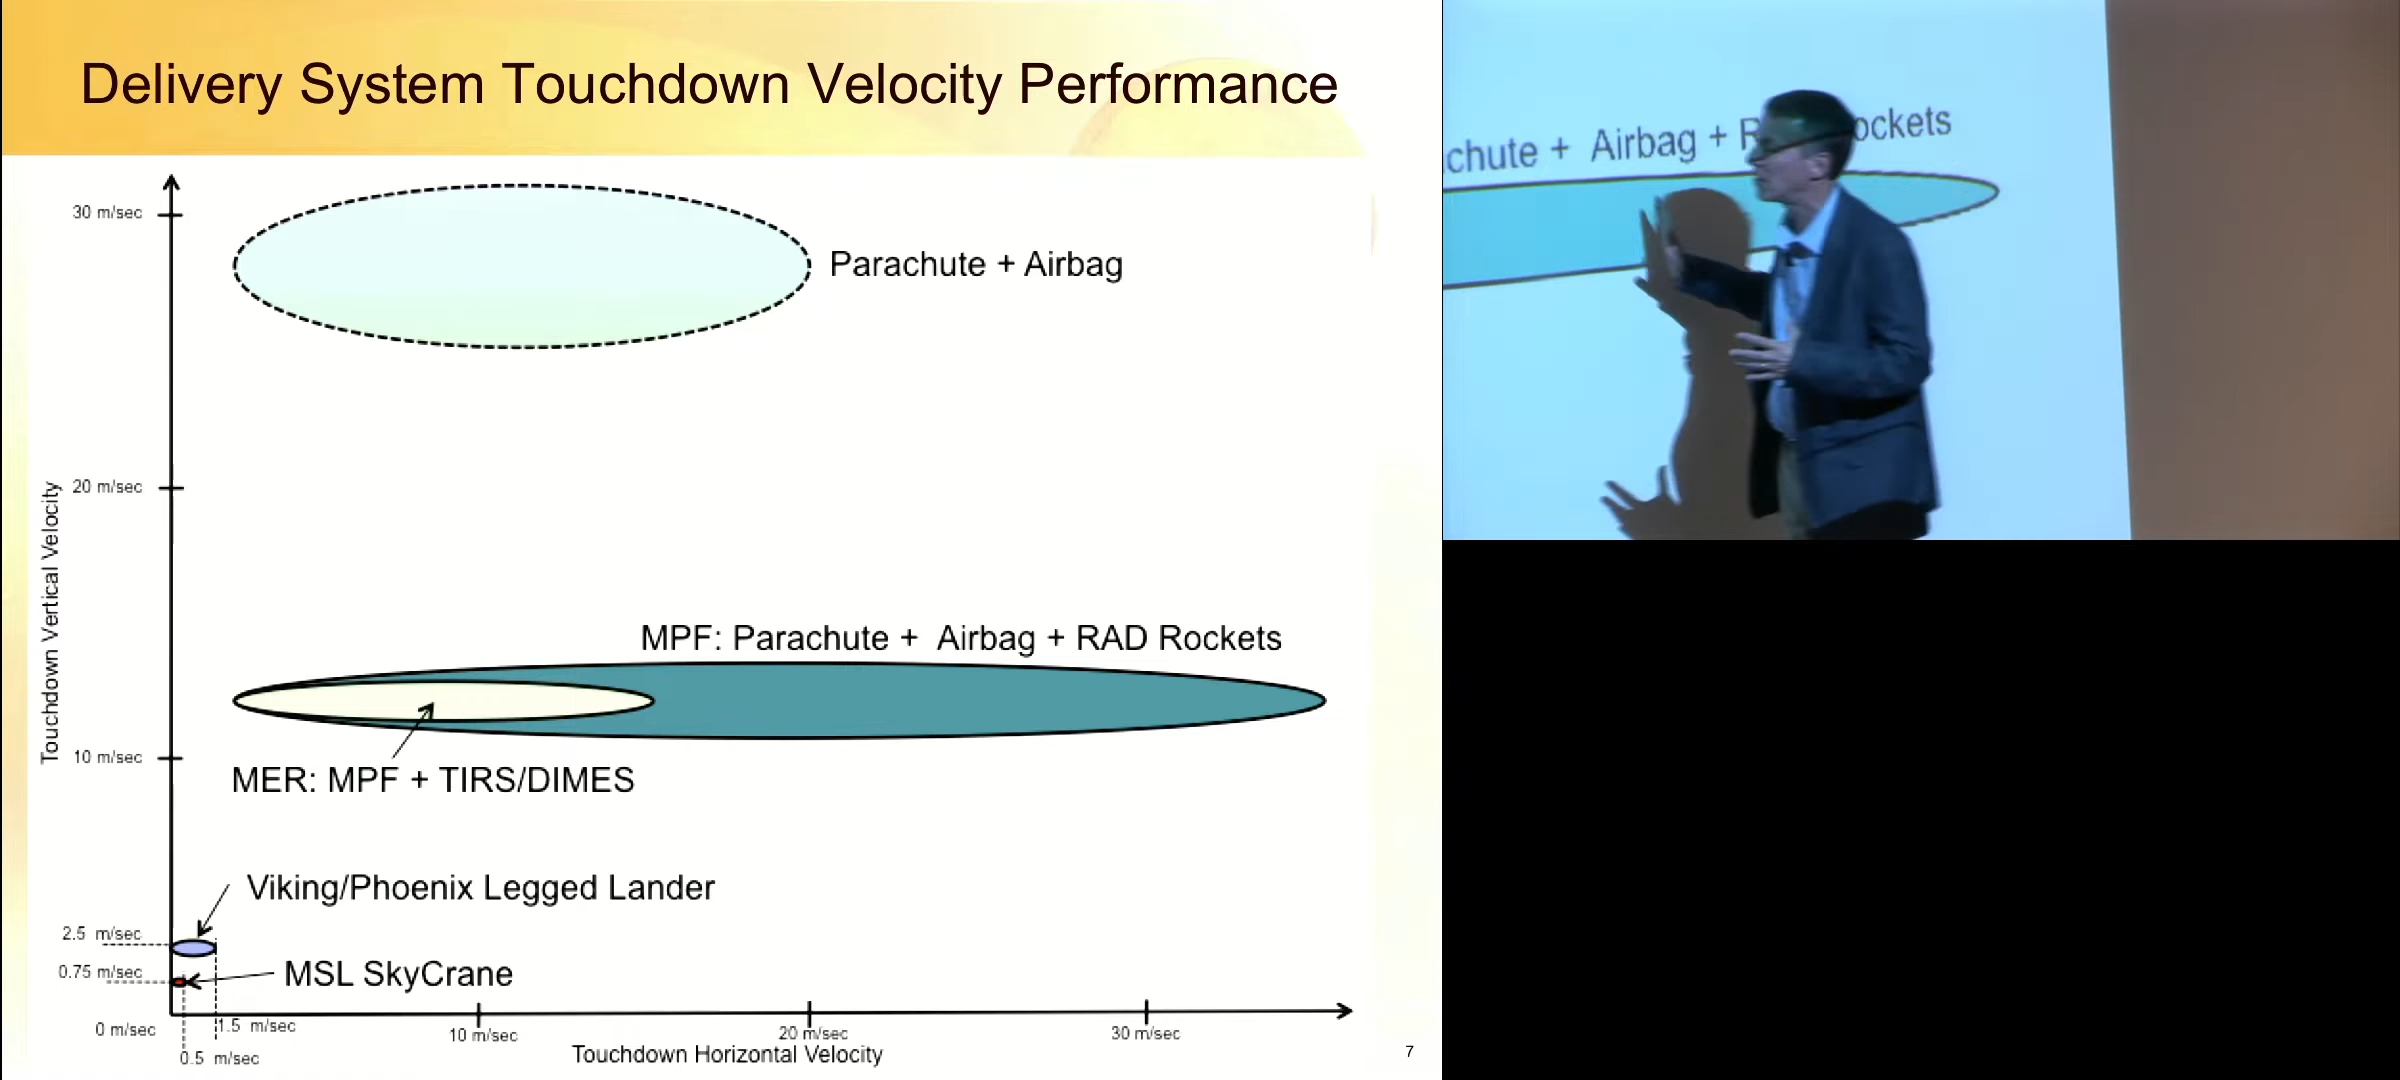 Delivery System Touchdown Velocity Performance
30 m/sec
Parachute + Airbag
20 m/sec
Touchdown Vertical Velocity
MPF: Parachute + Airbag + RAD Rockets
10 m/sec
MER: MPF + TIRS/DIMES
Viking/Phoenix Legged Lander
2.5 m/sec
0.75 m/sec
MSL SkyCrane
0 m/sec
1.5 m/sec
0.5 m/sec
10 m/sec
20 m/sec
30 m/sec
Touchdown Horizontal Velocity
7
chute + Airbag + R ockets